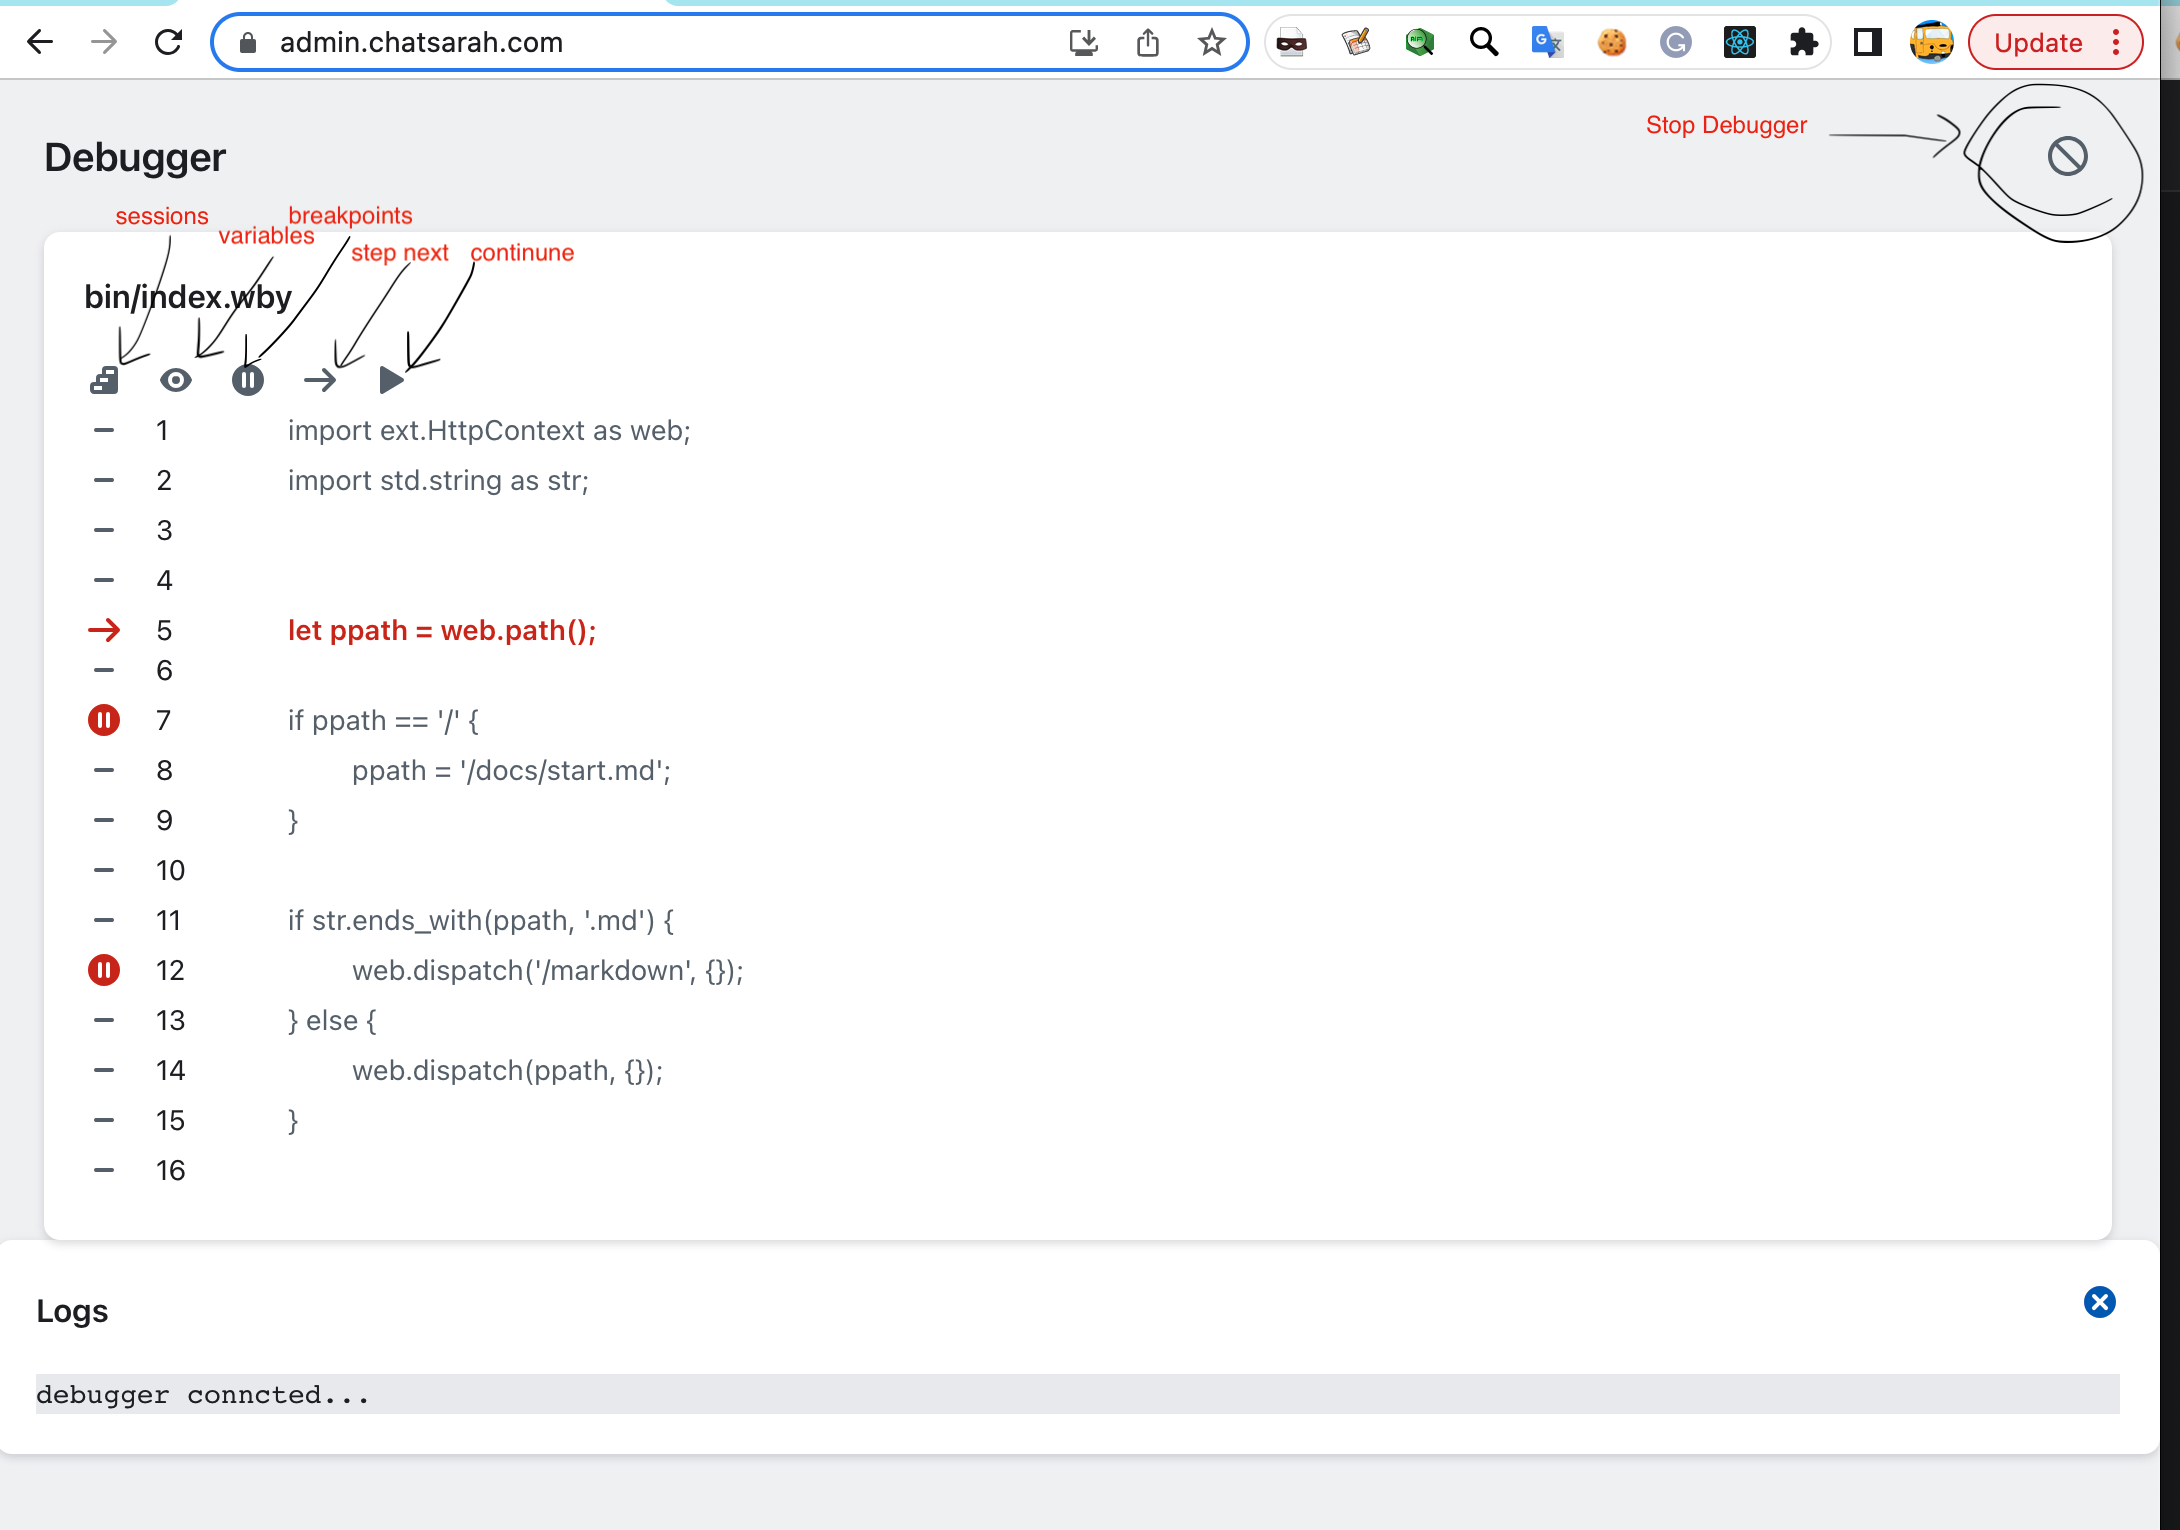 admin.chatsarah.com
Update
Stop Debugger
Debugger
sessions
breakpoints
variables
step next
continune
bin/index.wby
1 import ext.HttpContext as web;
2 import std.string as str;
3
4
5 let ppath = web.path();
6
7 if ppath == '/' {
8 ppath = '/docs/start.md';
9 }
10
11 if str.ends_with(ppath, '.md') {
12 web.dispatch('/markdown', {});
13 } else {
14 web.dispatch(ppath, {});
15 }
16
Logs
debugger conncted...